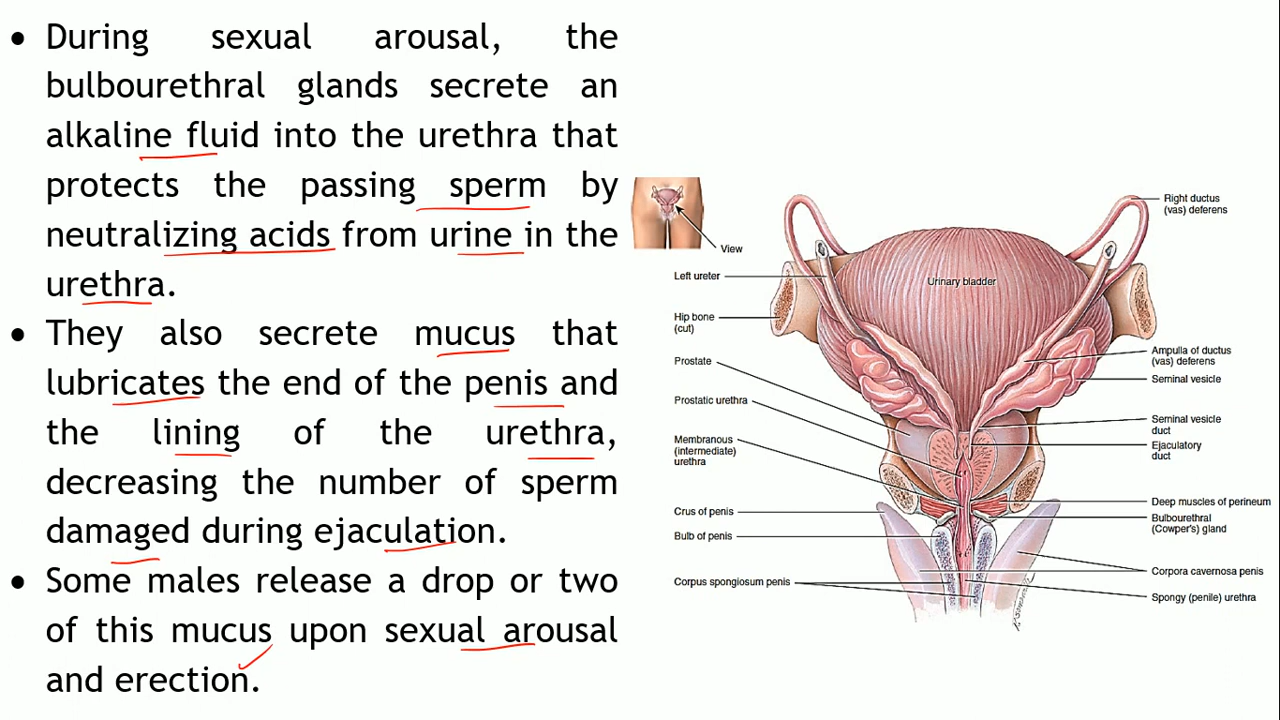 • During sexual arousal, the
bulbourethral glands secrete an
alkaline fluid into the urethra that
protects the passing sperm by
neutralizing acids from urine in the
urethra.
• They also secrete mucus that
lubricates the end of the penis and
the lining of the urethra,
decreasing the number of sperm
damaged during ejaculation.
• Some males release a drop or two
of this mucus upon sexual arousal
and erection.
View
Left ureter
Hip bone
(cut)
Prostate
Prostatic urethra
Membranous
(intermediate)
urethra
Crus of penis
Bulb of penis
Corpus spongiosum penis
Urinary bladder
Right ductus
(vas) deferens
Ampulla of ductus
(vas) deferens
Seminal vesicle
Seminal vesicle
duct
Ejaculatory
duct
Deep muscles of perineum
Bulbourethral
(Cowper's) gland
Corpora cavernosa penis
Spongy (penile) urethra